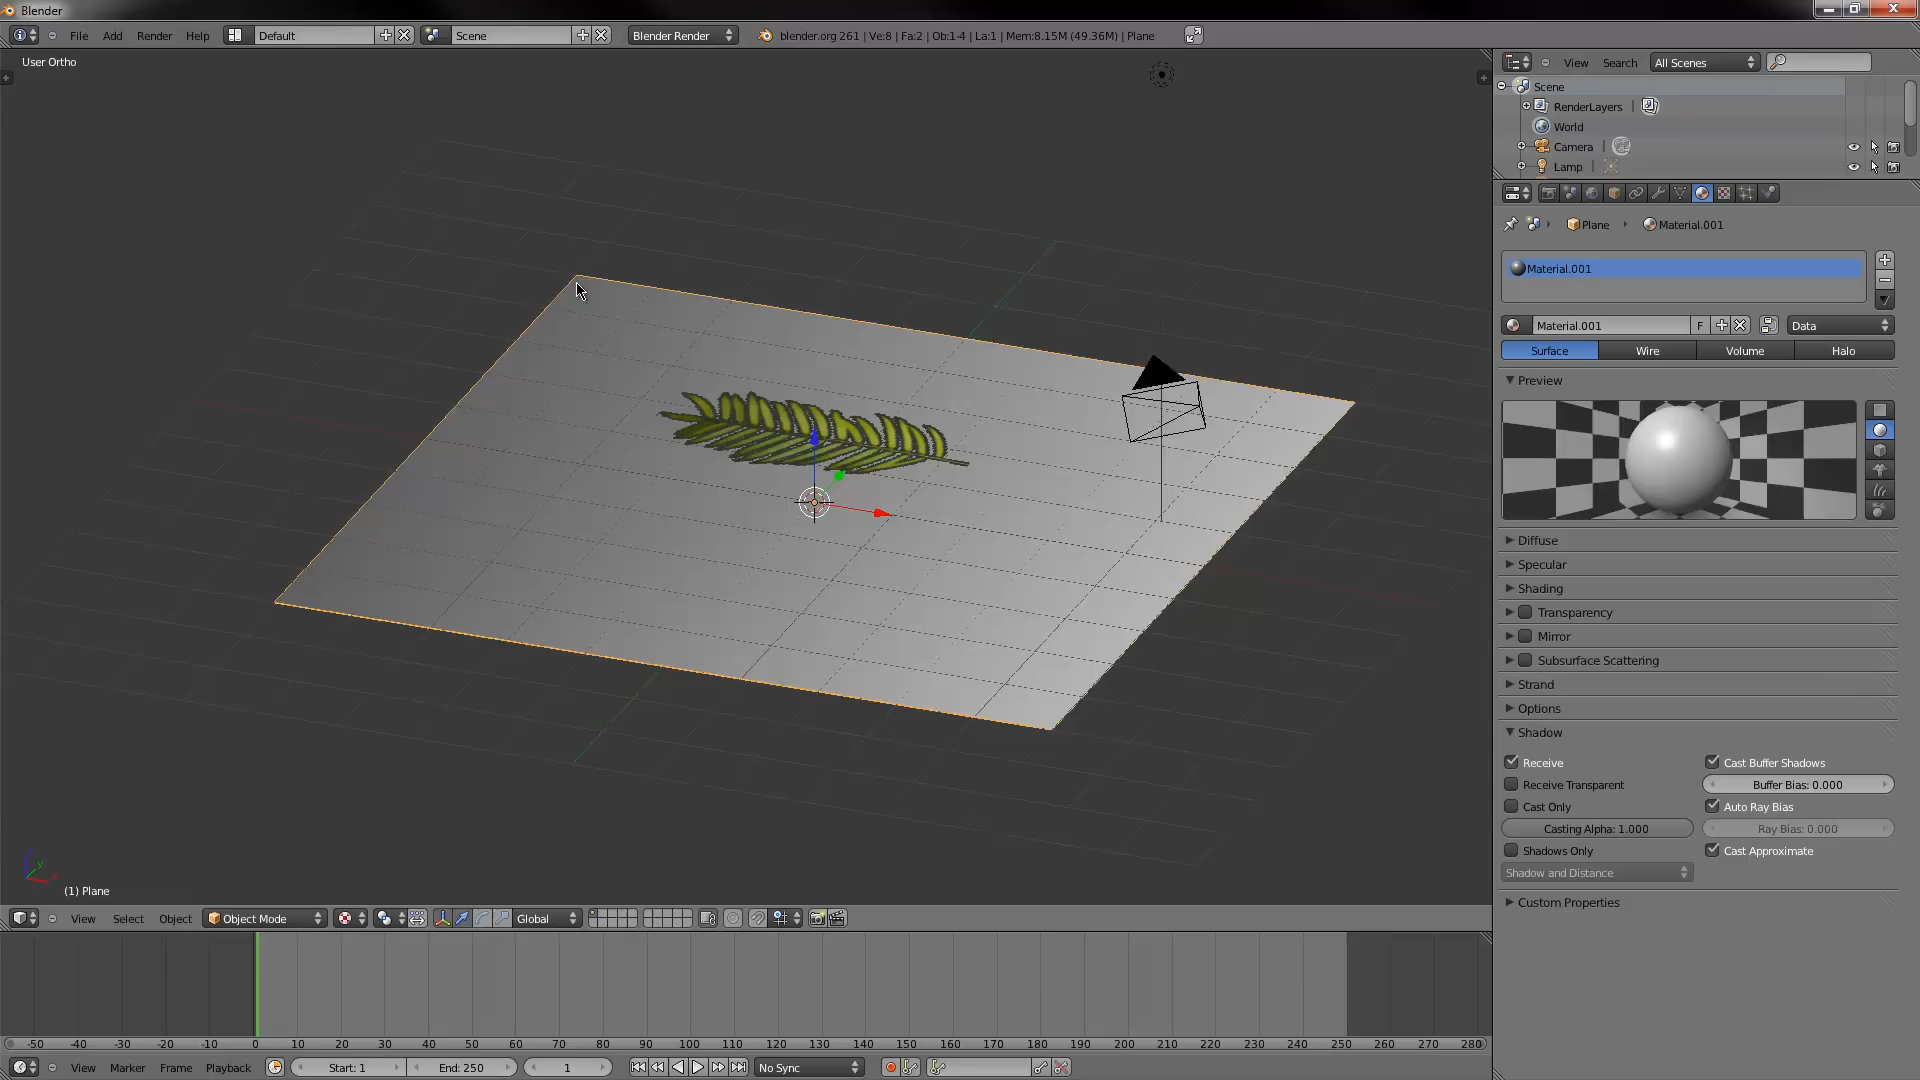 Blender
File Add Render Help Default Scene Blender Render blender.org 261 | Ve:8 | Fa:2 | Ob:1-4 | La:1 | Mem:8.15M (49.36M) | Plane
User Ortho
View Search All Scenes
Scene
RenderLayers |
World
Camera |
Lamp |
Plane Material.001
Material.001
Material.001 F Data
Surface Wire Volume Halo
Preview
Diffuse
Specular
Shading
Transparency
Mirror
Subsurface Scattering
Strand
Options
Shadow
Receive Cast Buffer Shadows
Receive Transparent Buffer Bias: 0.000
Cast Only Auto Ray Bias
Casting Alpha: 1.000 Ray Bias: 0.000
Shadows Only Cast Approximate
Shadow and Distance
Custom Properties
(1) Plane
View Select Object Object Mode Global
-50 -40 -30 -20 -10 0 10 20 30 40 50 60 70 80 90 100 110 120 130 140 150 160 170 180 190 200 210 220 230 240 250 260 270 280
View Marker Frame Playback Start: 1 End: 250 1 No Sync